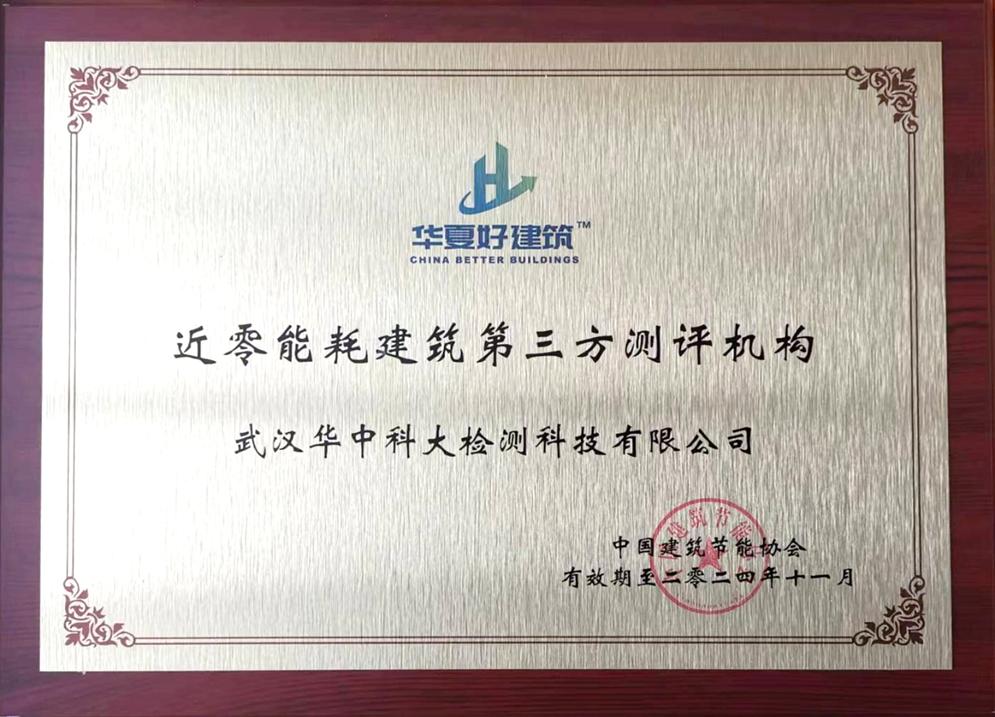 华夏好建筑™
CHINA BETTER BUILDINGS
近零能耗建筑第三方测评机构
武汉华中科大检测科技有限公司
中国建筑节能协会
有效期至二零二四年十一月